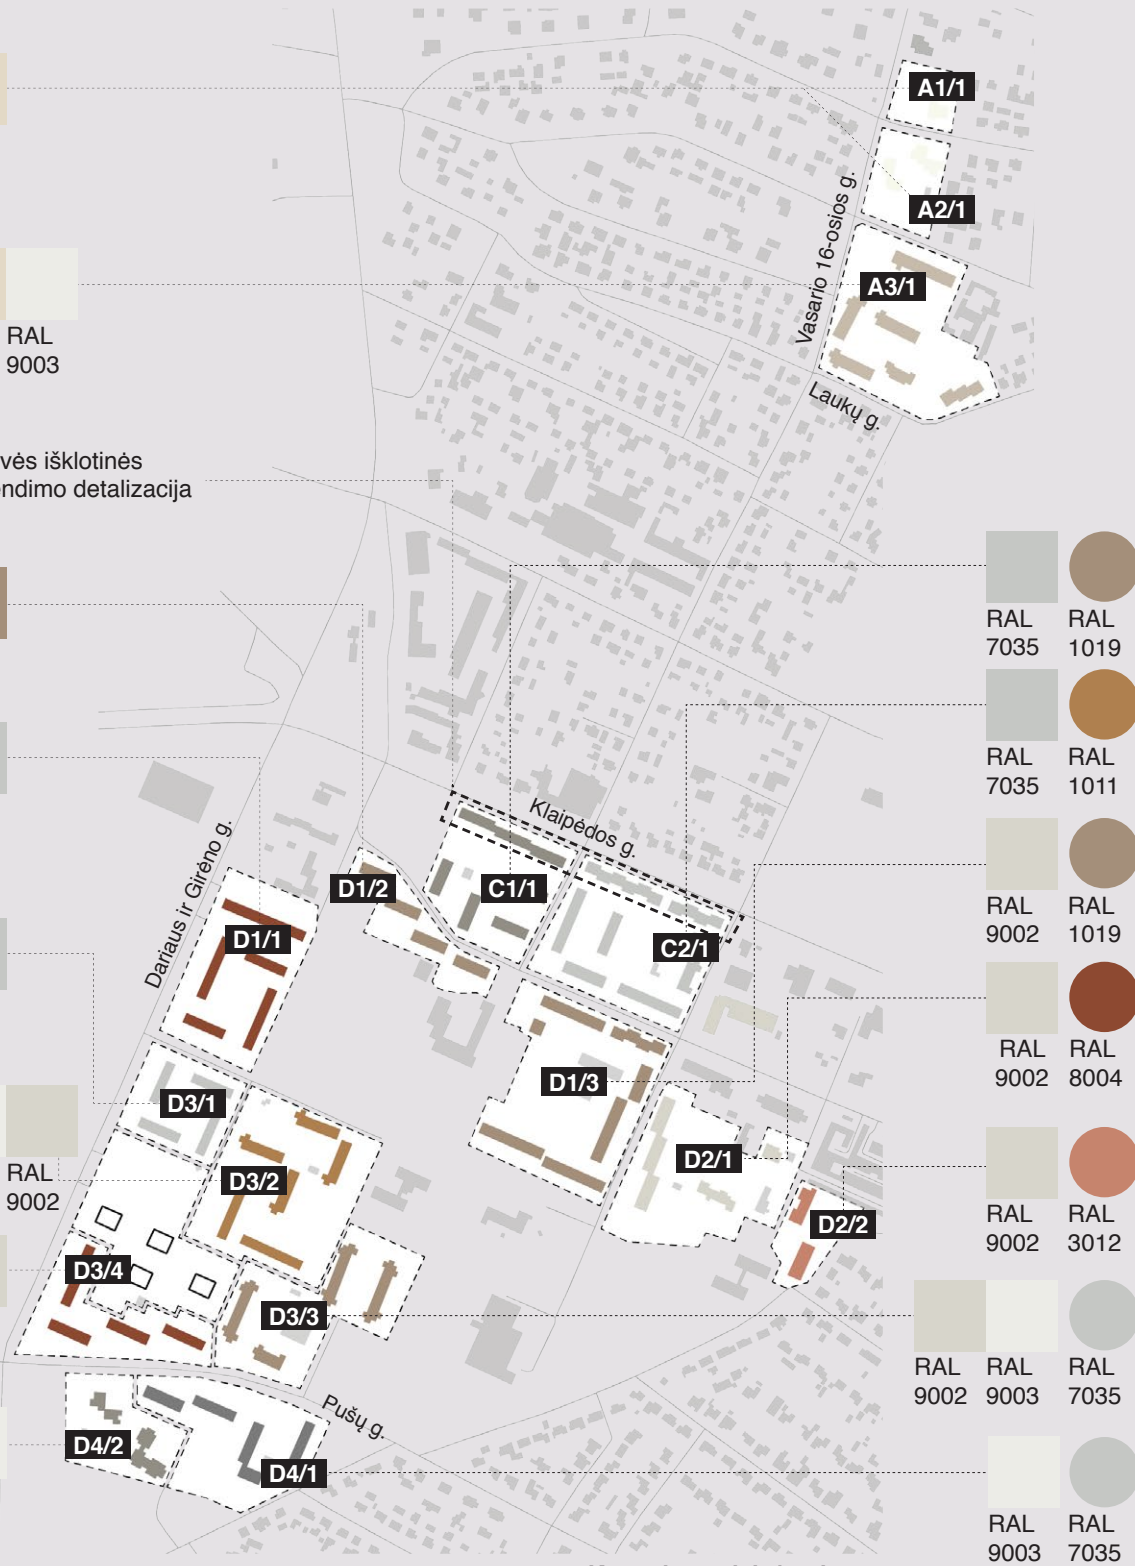 A1/1
A2/1
Vasario 16-osios g.
A3/1
RAL
9003
Laukų g.
vės išklotinės
endimo detalizacija
RAL RAL
7035 1019
RAL RAL
7035 1011
Klaipėdos g.
Dariaus ir Girėno g.
D1/2
C1/1
RAL RAL
9002 1019
D1/1
C2/1
RAL RAL
9002 8004
D1/3
D3/1
D2/1
RAL
9002
D3/2
D2/2
RAL RAL
9002 3012
D3/4
D3/3
RAL RAL RAL
9002 9003 7035
Pušų g.
D4/2
D4/1
RAL RAL
9003 7035